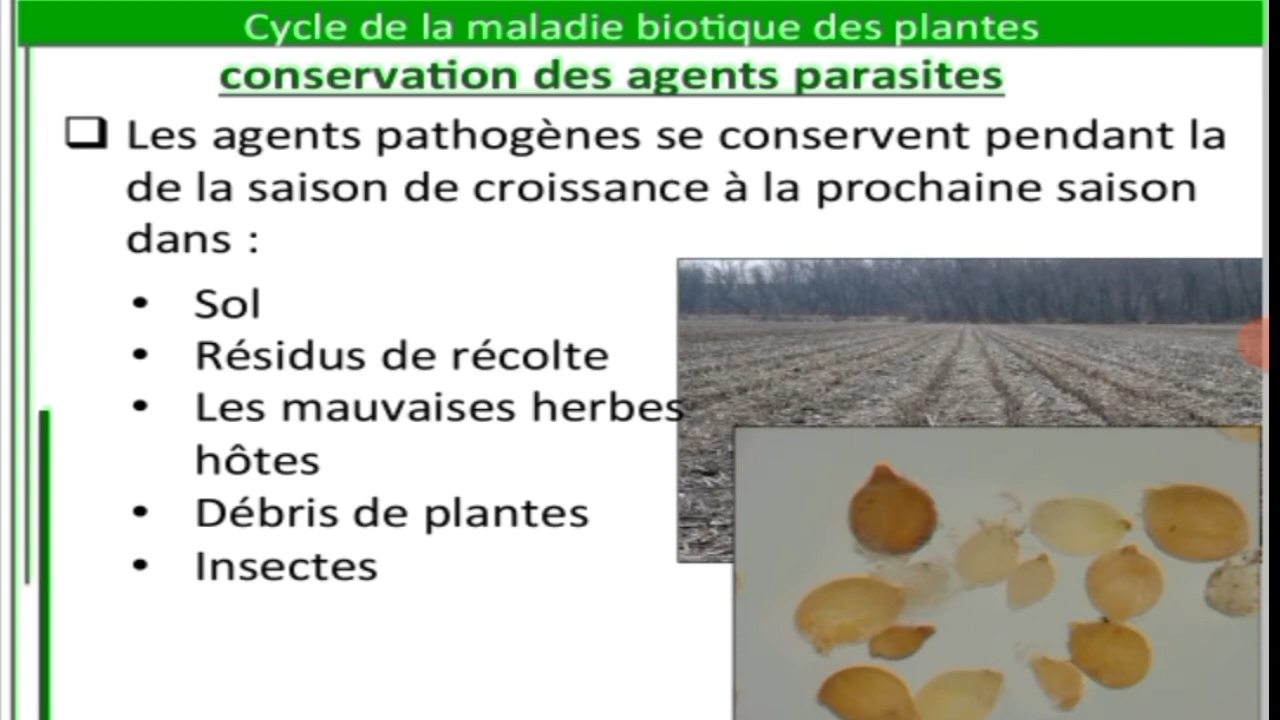 Cycle de la maladie biotique des plantes
conservation des agents parasites
Les agents pathogènes se conservent pendant la
de la saison de croissance à la prochaine saison
dans :
• Sol
• Résidus de récolte
• Les mauvaises herbes
hôtes
• Débris de plantes
• Insectes